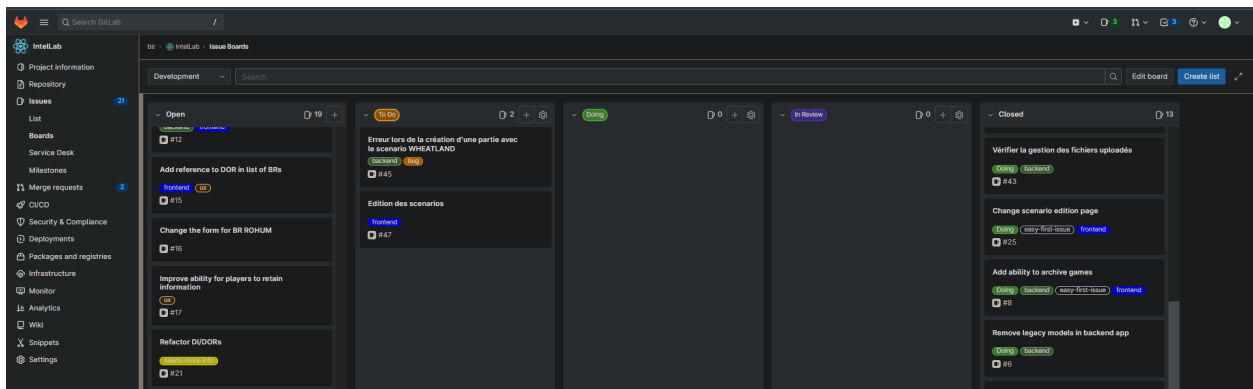 Search GitLab
/
3
3
IntelLab
Project information
Repository
Issues 21
List
Boards
Service Desk
Milestones
Merge requests 2
CI/CD
Security & Compliance
Deployments
Packages and registries
Infrastructure
Monitor
Analytics
Wiki
Snippets
Settings
blr › IntelLab › Issue Boards
Development
Search
Edit board
Create list
Open 19
backend frontend
#12
Add reference to DOR in list of BRs
frontend ux
#15
Change the form for BR ROHUM
#16
Improve ability for players to retain
information
ux
#17
Refactor DI/DORs
needs-more-info
#21
To Do 2
Erreur lors de la création d'une partie avec
le scenario WHEATLAND
backend bug
#45
Edition des scenarios
frontend
#47
Doing 0
In Review 0
Closed 13
Vérifier la gestion des fichiers uploadés
Doing backend
#43
Change scenario edition page
Doing easy-first-issue frontend
#25
Add ability to archive games
Doing backend easy-first-issue frontend
#8
Remove legacy models in backend app
Doing backend
#6